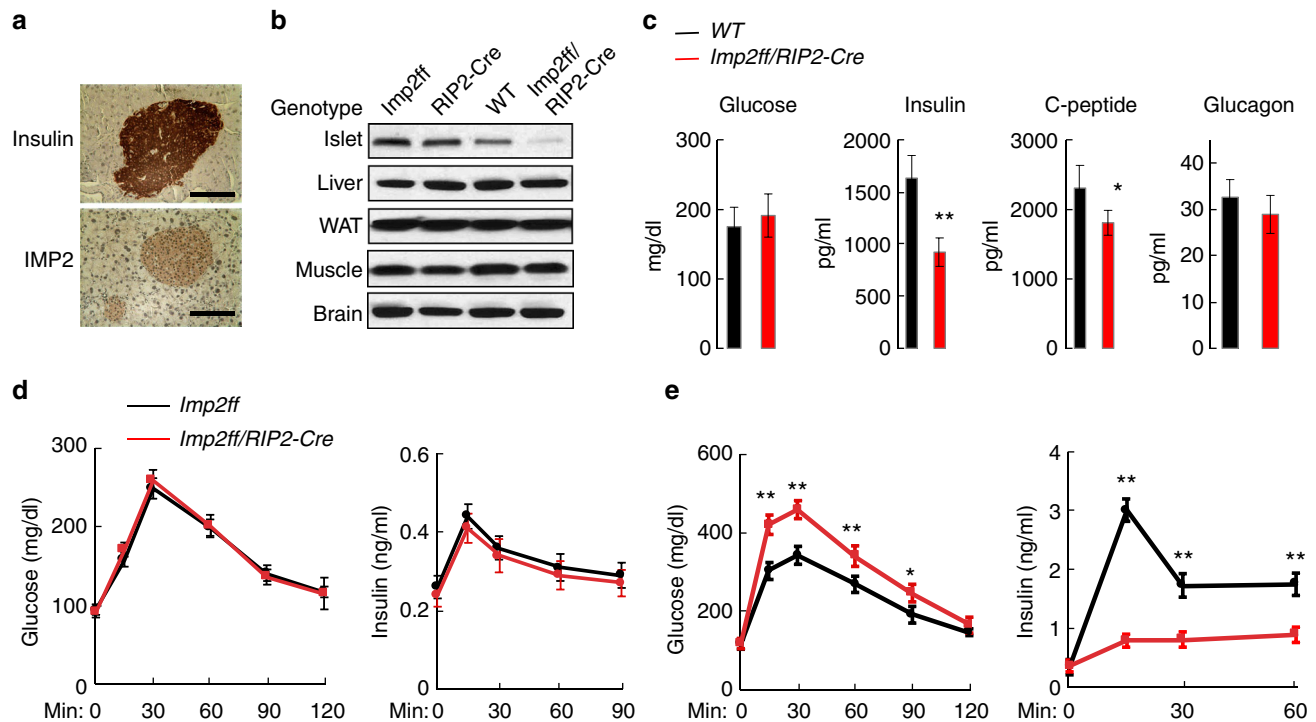 a
Insulin
IMP2
b
Genotype
Imp2ff
RIP2-Cre
WT
Imp2ff/
RIP2-Cre
Islet
Liver
WAT
Muscle
Brain
c
WT
Imp2ff/RIP2-Cre
Glucose
mg/dl
300
200
100
0
Insulin
pg/ml
2000
1500
1000
500
0
**
C-peptide
pg/ml
3000
2000
1000
0
*
Glucagon
pg/ml
40
30
20
10
0
d
Imp2ff
Imp2ff/RIP2-Cre
Glucose (mg/dl)
300
200
100
0
Min: 0 30 60 90 120
Insulin (ng/ml)
0.6
0.4
0.2
0
Min: 0 30 60 90
e
Glucose (mg/dl)
600
400
200
0
** ** ** *
Min: 0 30 60 90 120
Insulin (ng/ml)
4
3
2
1
0
** ** **
Min: 0 30 60